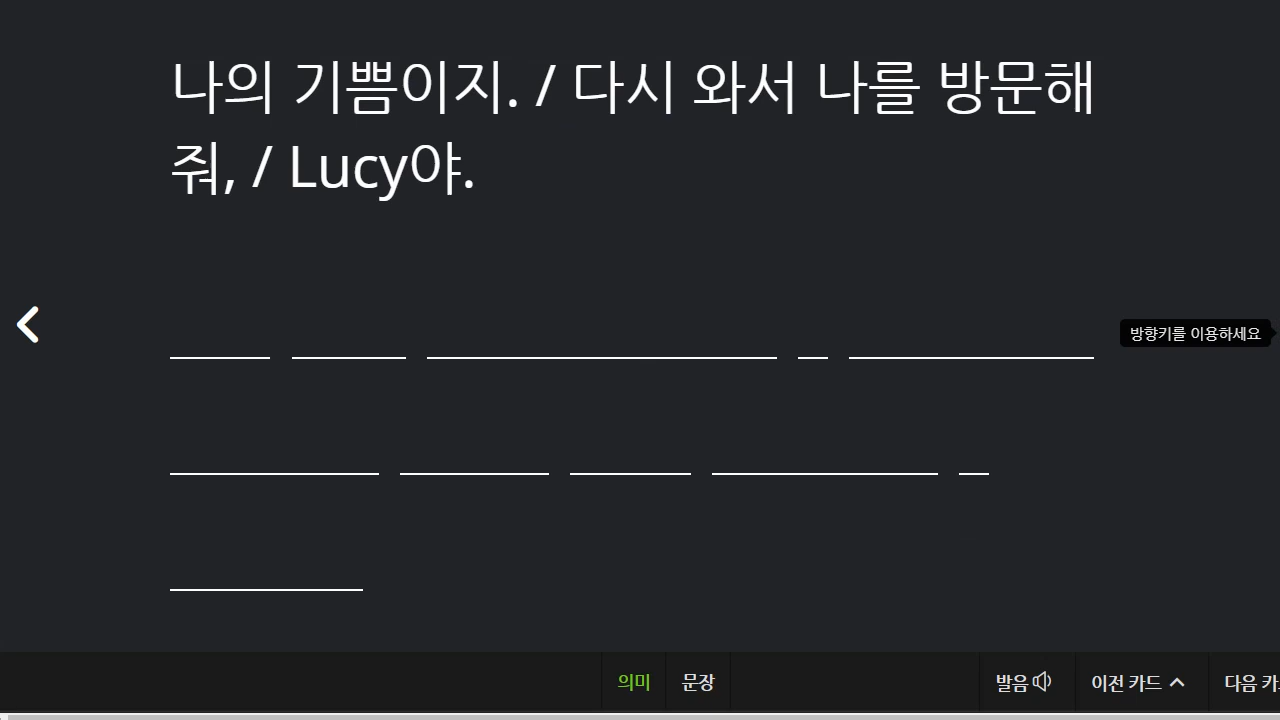 나의 기쁨이지. / 다시 와서 나를 방문해
줘, / Lucy야.
방향키를 이용하세요
의미 문장 발음 이전 카드 다음 카